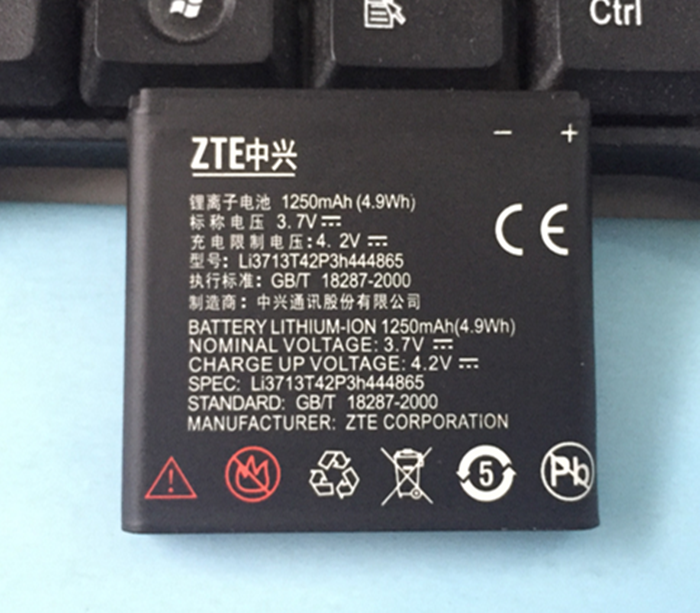 Ctrl
− +
ZTE中兴
锂离子电池 1250mAh (4.9Wh)
标称电压 3.7V
充电限制电压:4.2V
型号: Li3713T42P3h444865
执行标准: GB/T 18287-2000
制造商: 中兴通讯股份有限公司
CE
BATTERY LITHIUM-ION 1250mAh(4.9Wh)
NOMINAL VOLTAGE: 3.7V
CHARGE UP VOLTAGE: 4.2V
SPEC: Li3713T42P3h444865
STANDARD: GB/T 18287-2000
MANUFACTURER: ZTE CORPORATION
! 5 Pb